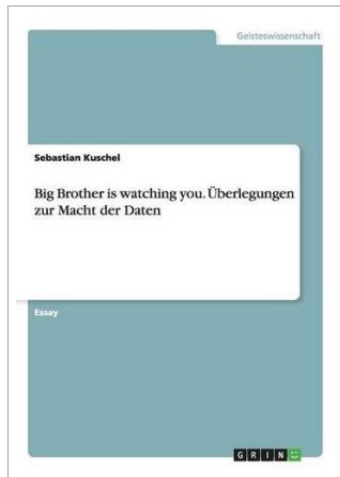 Geisteswissenschaft
Sebastian Kuschel
Big Brother is watching you. Überlegungen
zur Macht der Daten
Essay
GRIN